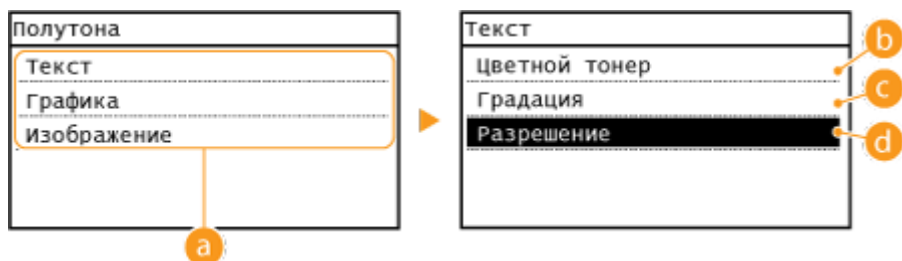 Полутона
Текст
Графика
Изображение
a
Текст
Цветной тонер
Градация
Разрешение
b
c
d